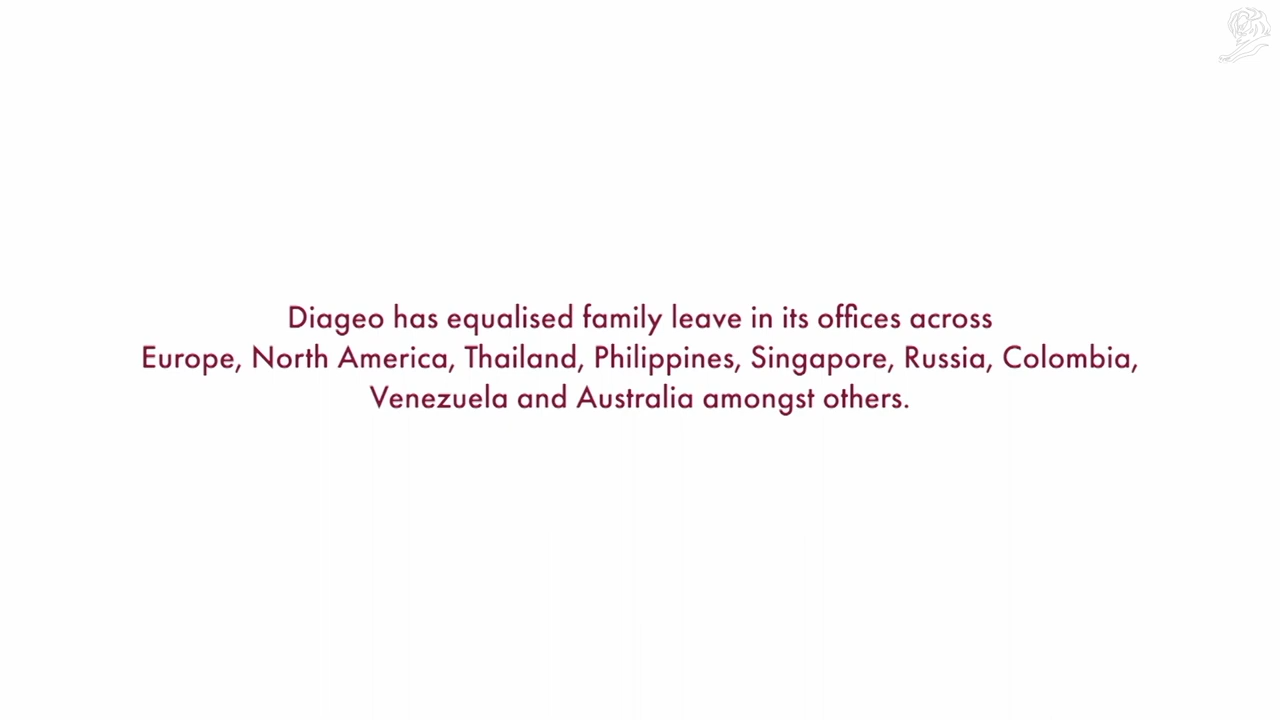 Diageo has equalised family leave in its offices across
Europe, North America, Thailand, Philippines, Singapore, Russia, Colombia,
Venezuela and Australia amongst others.